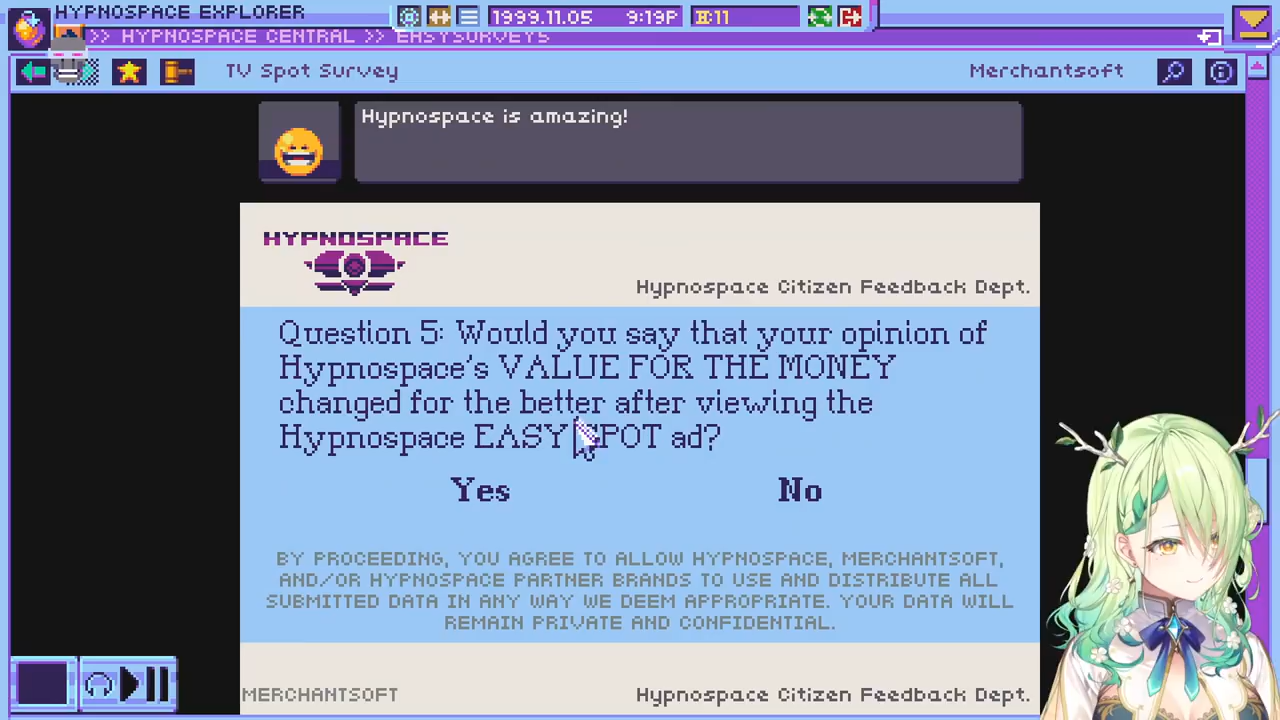 HYPNOSPACE EXPLORER
1999.11.05 9:19P
11
>> HYPNOSPACE CENTRAL >> EASYSURVEYS
TV Spot Survey
Merchantsoft
Hypnospace is amazing!
HYPNOSPACE
Hypnospace Citizen Feedback Dept.
Question 5: Would you say that your opinion of
Hypnospace's VALUE FOR THE MONEY
changed for the better after viewing the
Hypnospace EASY SPOT ad?
Yes No
BY PROCEEDING, YOU AGREE TO ALLOW HYPNOSPACE, MERCHANTSOFT,
AND/OR HYPNOSPACE PARTNER BRANDS TO USE AND DISTRIBUTE ALL
SUBMITTED DATA IN ANY WAY WE DEEM APPROPRIATE. YOUR DATA WILL
REMAIN PRIVATE AND CONFIDENTIAL.
MERCHANTSOFT
Hypnospace Citizen Feedback Dept.